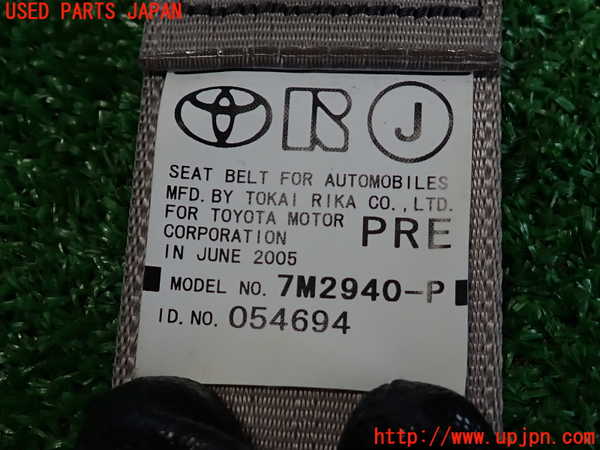 USED PARTS JAPAN
J
SEAT BELT FOR AUTOMOBILES
MFD. BY TOKAI RIKA CO., LTD.
FOR TOYOTA MOTOR
CORPORATION PRE
IN JUNE 2005
MODEL NO. 7M2940-P
I D. NO. 054694
http://www.upjpn.com